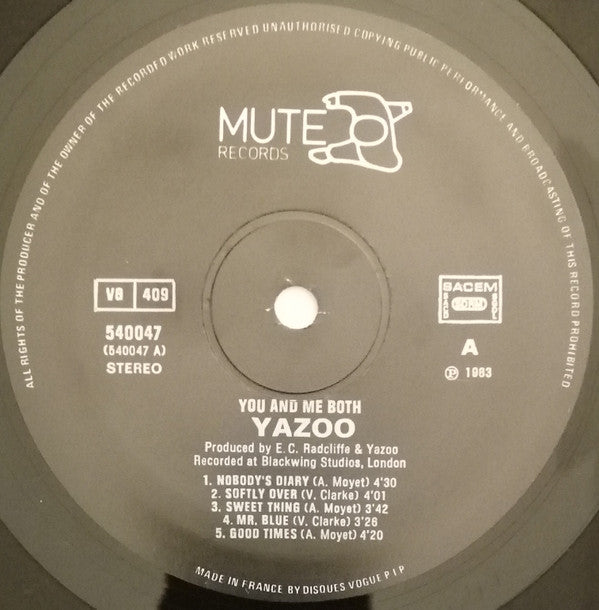 ALL RIGHTS OF THE PRODUCER AND OF THE OWNER OF THE RECORDED WORK RESERVED UNAUTHORISED COPYING PUBLIC PERFORMANCE AND BROADCASTING OF THIS RECORD PROHIBITED
MUTE
RECORDS
VG 409
540047
(540047 A)
STEREO
SACEM
A
℗ 1983
YOU AND ME BOTH
YAZOO
Produced by E. C. Radcliffe & Yazoo
Recorded at Blackwing Studios, London
1. NOBODY'S DIARY (A. Moyet) 4'30
2. SOFTLY OVER (V. Clarke) 4'01
3. SWEET THING (A. Moyet) 3'42
4. MR. BLUE (V. Clarke) 3'26
5. GOOD TIMES (A. Moyet) 4'20
MADE IN FRANCE BY DISQUES VOGUE P I P